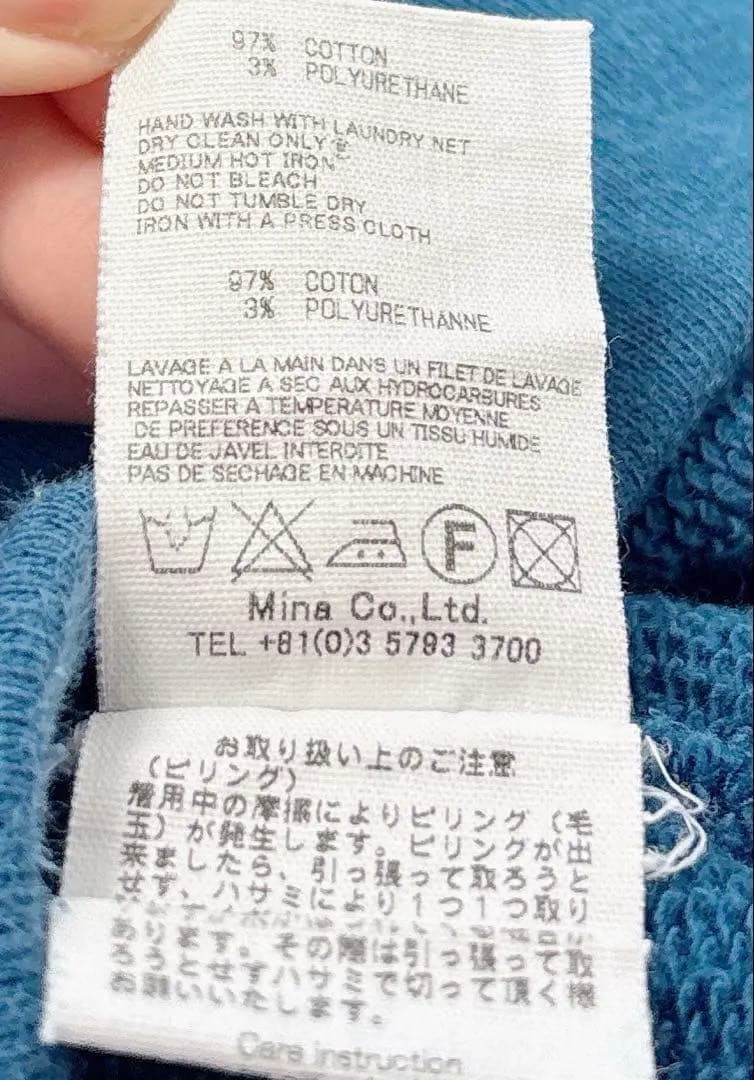 97% COTTON
3% POLYURETHANE
HAND WASH WITH LAUNDRY NET
DRY CLEAN ONLY
MEDIUM HOT IRON
DO NOT BLEACH
DO NOT TUMBLE DRY
IRON WITH A PRESS CLOTH
97% COTON
3% POLYURETHANNE
LAVAGE A LA MAIN DANS UN FILET DE LAVAGE
NETTOYAGE A SEC AUX HYDROCARBURES
REPASSER A TEMPERATURE MOYENNE
DE PREFERENCE SOUS UN TISSU HUMIDE
EAU DE JAVEL INTERDITE
PAS DE SECHAGE EN MACHINE
F
Mina Co.,Ltd.
TEL +81(0)3 5793 3700
お取り扱い上のご注意
(ピリング)
着用中の摩擦によりピリング(毛
玉)が発生します。ピリングが出
来ましたら、引っ張って取ろうと
せず、ハサミにより1つ1つ取り
あります。その際は引っ張って取
ろうとせずハサミで切って頂く様
お願いいたします。
Care instruction